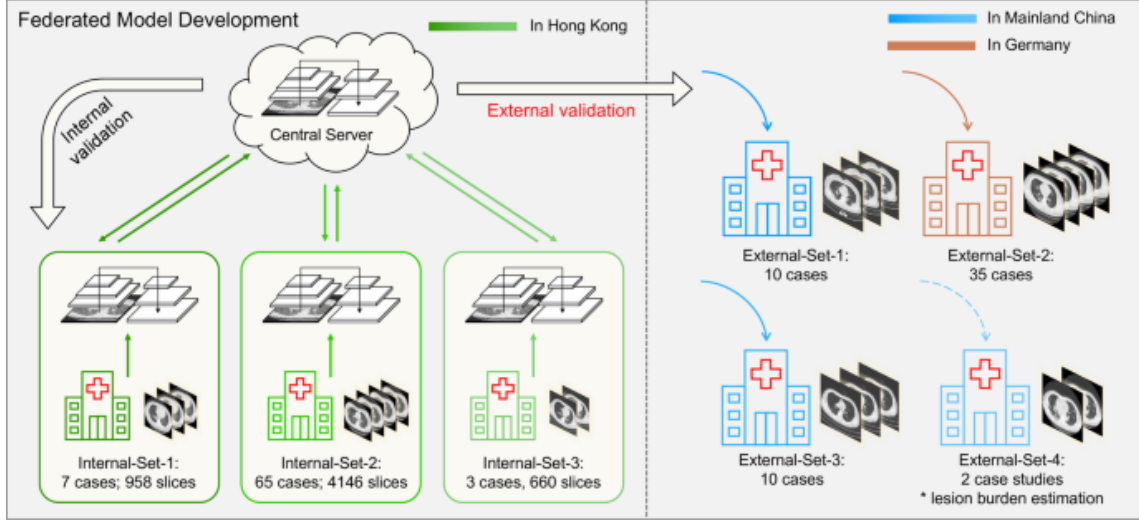 Federated Model Development
In Hong Kong
In Mainland China
In Germany
Internal
validation
Central Server
External validation
External-Set-1:
10 cases
External-Set-2:
35 cases
Internal-Set-1:
7 cases; 958 slices
Internal-Set-2:
65 cases; 4146 slices
Internal-Set-3:
3 cases, 660 slices
External-Set-3:
10 cases
External-Set-4:
2 case studies
* lesion burden estimation